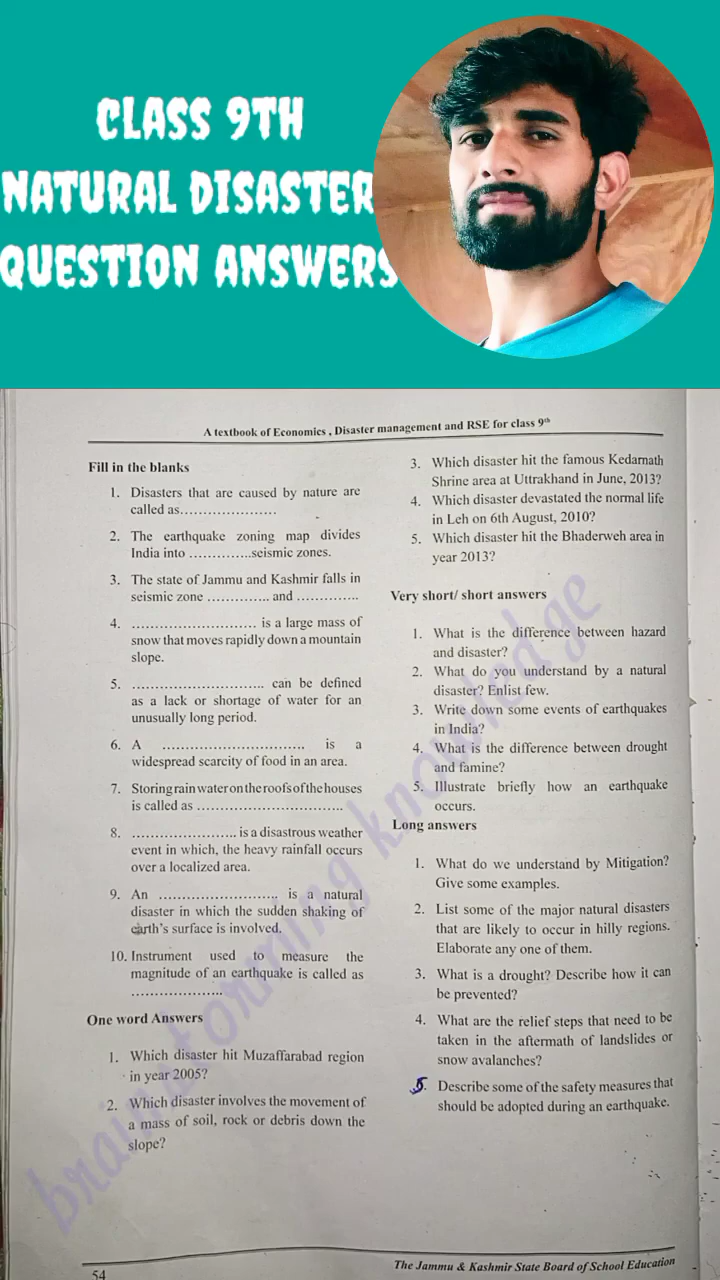 CLASS 9TH
NATURAL DISASTER
QUESTION ANSWERS
A textbook of Economics , Disaster management and RSE for class 9th
Fill in the blanks
1. Disasters that are caused by nature are
called as....................
2. The earthquake zoning map divides
India into .............seismic zones.
3. The state of Jammu and Kashmir falls in
seismic zone ............. and .............
4. ............................ is a large mass of
snow that moves rapidly down a mountain
slope.
5. ............................ can be defined
as a lack or shortage of water for an
unusually long period.
6. A .............................. is a
widespread scarcity of food in an area.
7. Storing rain water on the roofs of the houses
is called as ..............................
8. ...................... is a disastrous weather
event in which, the heavy rainfall occurs
over a localized area.
9. An .......................... is a natural
disaster in which the sudden shaking of
earth's surface is involved.
10. Instrument used to measure the
magnitude of an earthquake is called as
...................
One word Answers
1. Which disaster hit Muzaffarabad region
in year 2005?
2. Which disaster involves the movement of
a mass of soil, rock or debris down the
slope?
3. Which disaster hit the famous Kedarnath
Shrine area at Uttrakhand in June, 2013?
4. Which disaster devastated the normal life
in Leh on 6th August, 2010?
5. Which disaster hit the Bhaderweh area in
year 2013?
Very short/ short answers
1. What is the difference between hazard
and disaster?
2. What do you understand by a natural
disaster? Enlist few.
3. Write down some events of earthquakes
in India?
4. What is the difference between drought
and famine?
5. Illustrate briefly how an earthquake
occurs.
Long answers
1. What do we understand by Mitigation?
Give some examples.
2. List some of the major natural disasters
that are likely to occur in hilly regions.
Elaborate any one of them.
3. What is a drought? Describe how it can
be prevented?
4. What are the relief steps that need to be
taken in the aftermath of landslides or
snow avalanches?
5. Describe some of the safety measures that
should be adopted during an earthquake.
brainstorming knowledge
54
The Jammu & Kashmir State Board of School Education